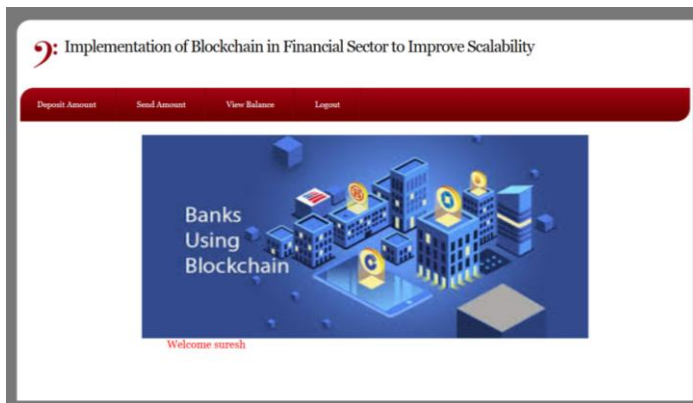 Implementation of Blockchain in Financial Sector to Improve Scalability
Deposit Amount Send Amount View Balance Logout
Banks
Using
Blockchain
Welcome suresh